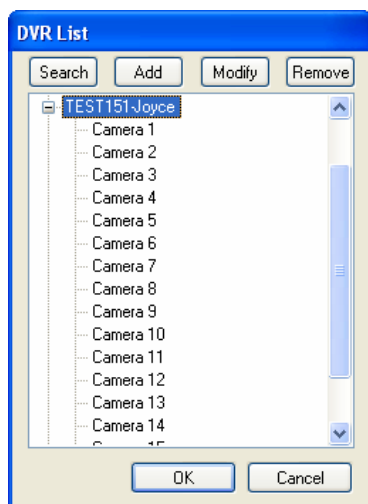 DVR List
Search Add Modify Remove
TEST151-Joyce
Camera 1
Camera 2
Camera 3
Camera 4
Camera 5
Camera 6
Camera 7
Camera 8
Camera 9
Camera 10
Camera 11
Camera 12
Camera 13
Camera 14
OK Cancel